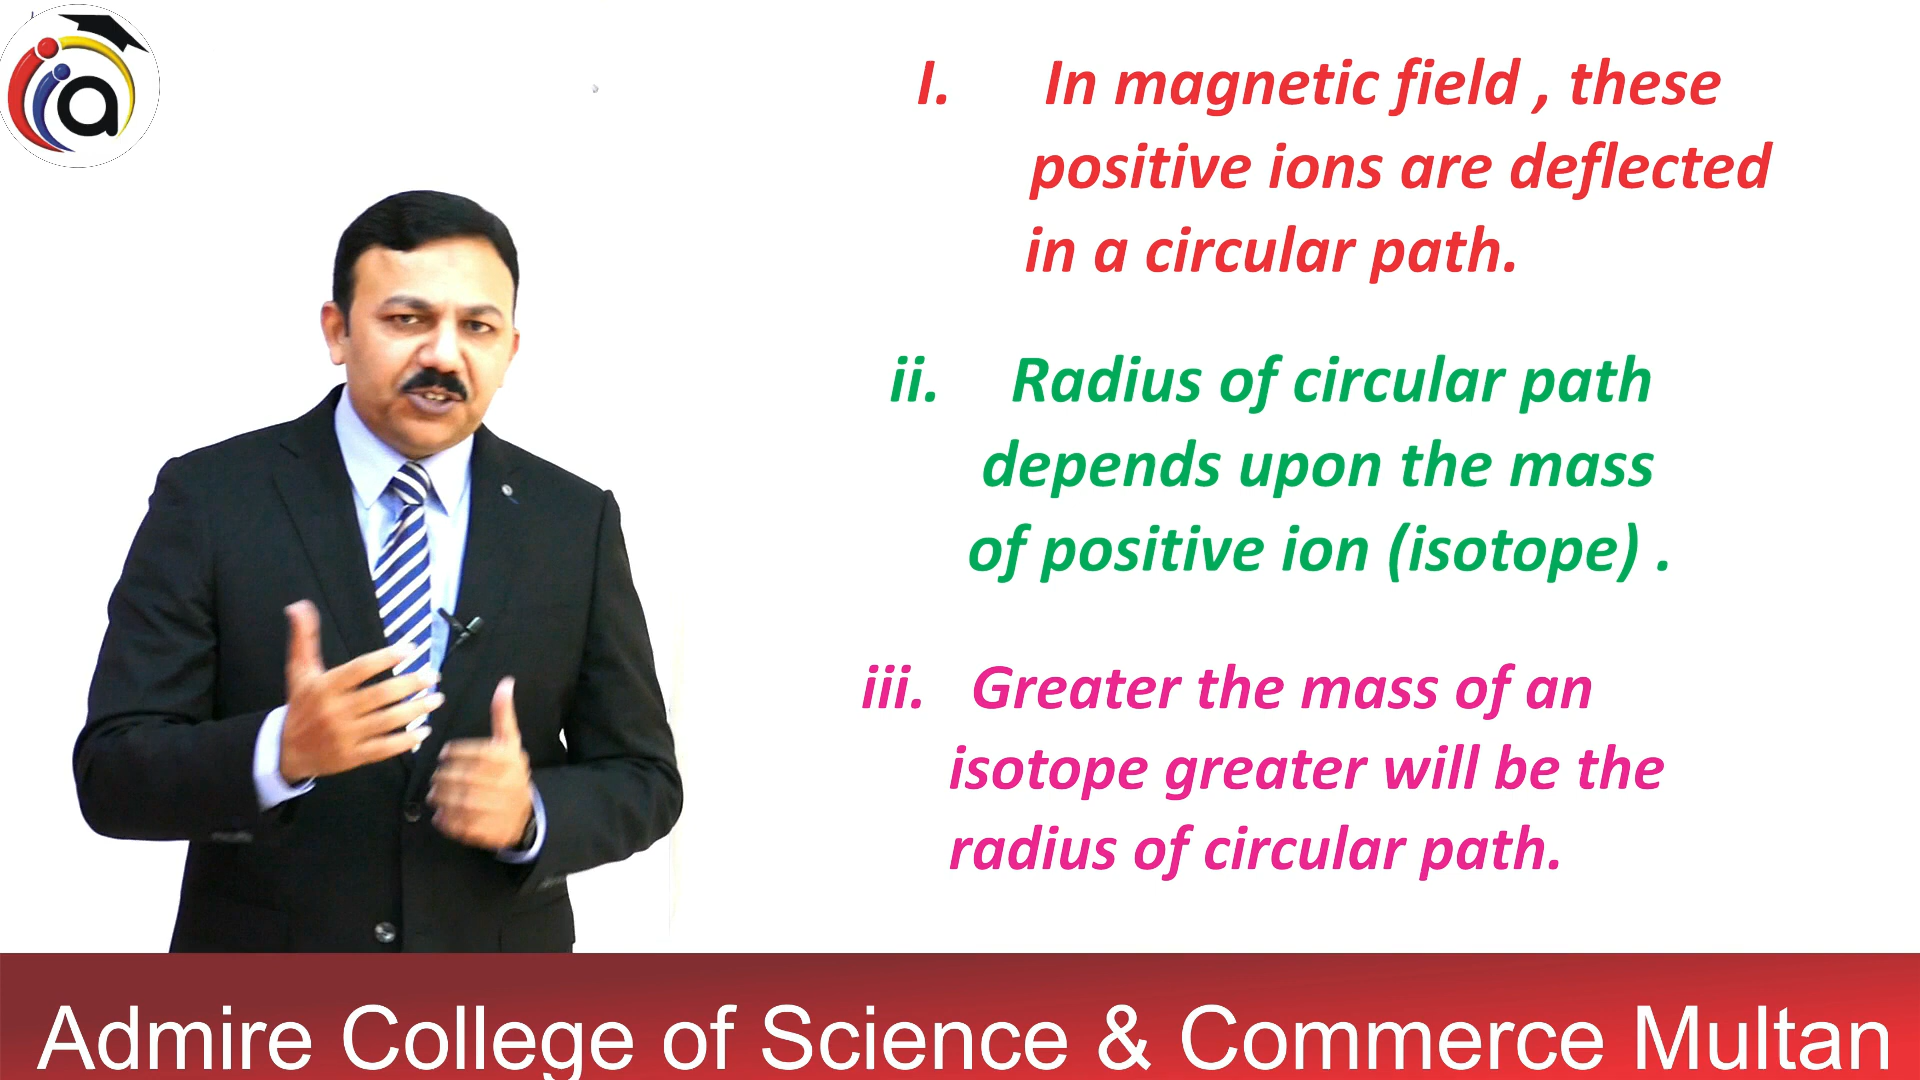 a
I. In magnetic field , these
positive ions are deflected
in a circular path.
ii. Radius of circular path
depends upon the mass
of positive ion (isotope) .
iii. Greater the mass of an
isotope greater will be the
radius of circular path.
Admire College of Science & Commerce Multan